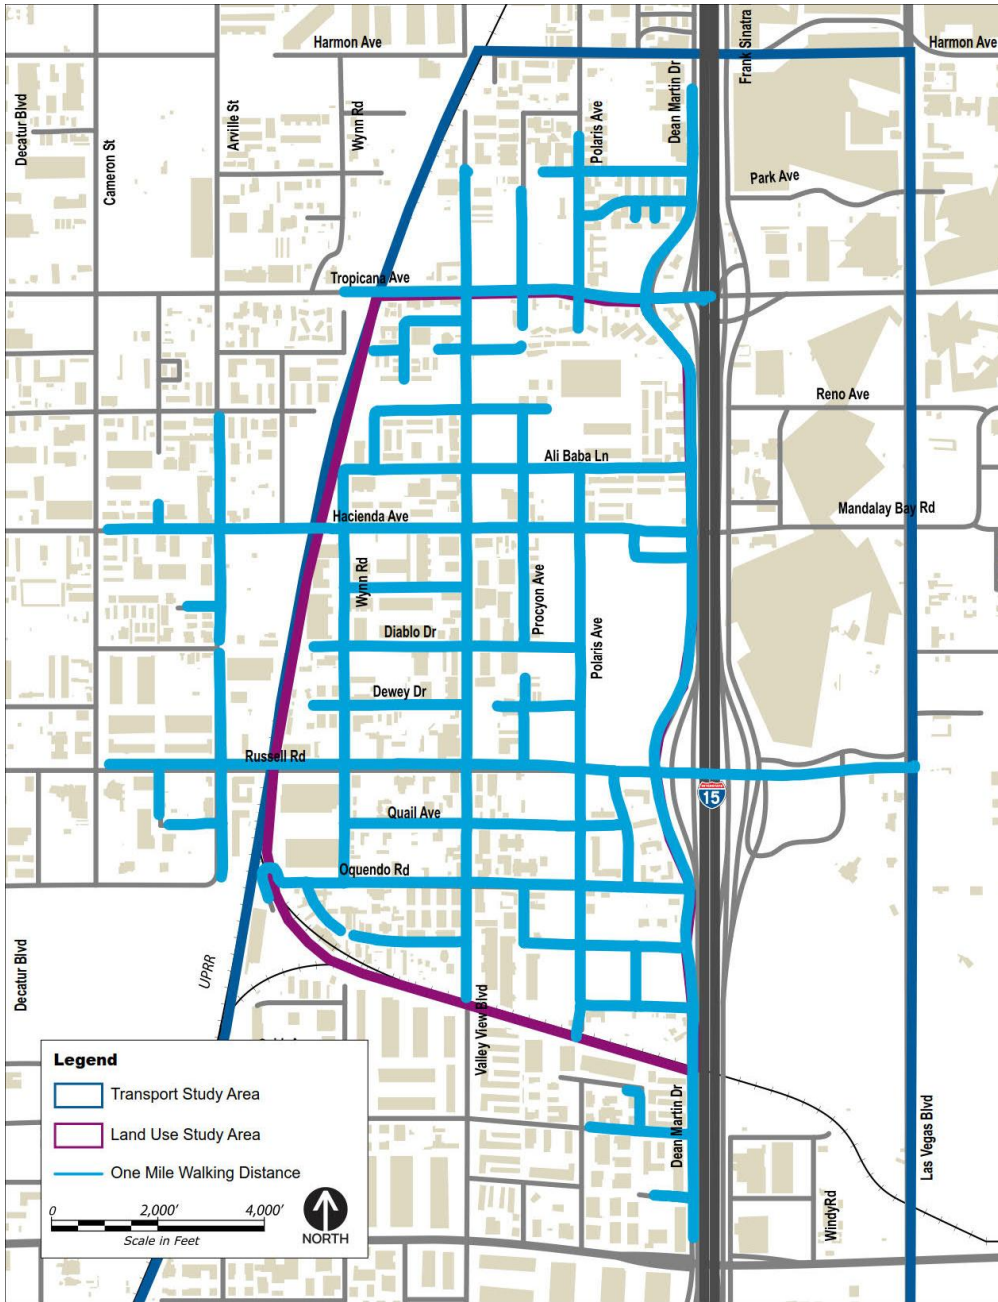 Harmon Ave
Frank Sinatra
Harmon Ave
Decatur Blvd
Cameron St
Arville St
Wynn Rd
Polaris Ave
Dean Martin Dr
Park Ave
Tropicana Ave
Reno Ave
Ali Baba Ln
Mandalay Bay Rd
Hacienda Ave
Wynn Rd
Procyon Ave
Diablo Dr
Polaris Ave
Dewey Dr
Russell Rd
15
Quail Ave
Oquendo Rd
Decatur Blvd
UPRR
Valley View Blvd
Dean Martin Dr
Las Vegas Blvd
WindyRd
Legend
Transport Study Area
Land Use Study Area
One Mile Walking Distance
0 2,000' 4,000'
Scale in Feet
NORTH